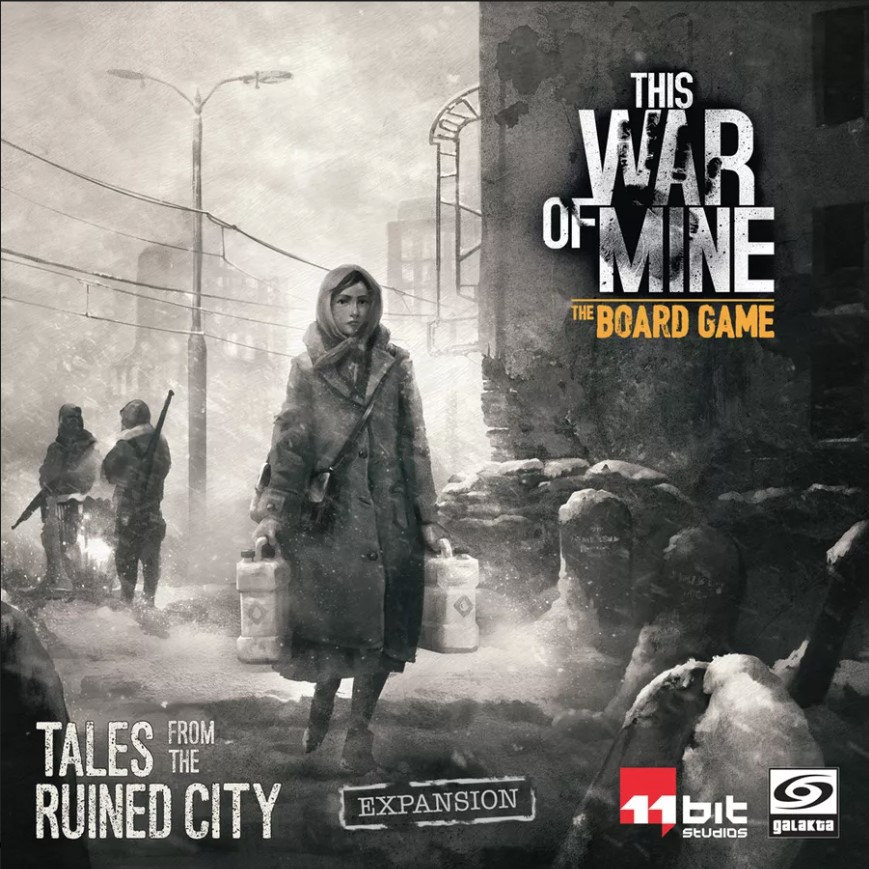 THIS
WAR
OF MINE
THE BOARD GAME
TALES FROM THE
RUINED CITY
EXPANSION
11 bit
studios
galakta